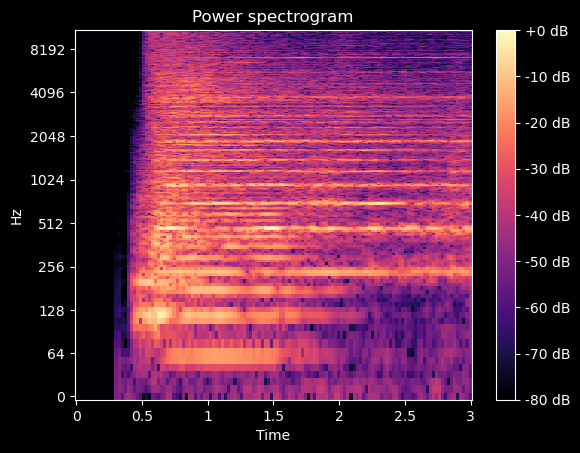 Power spectrogram
8192
4096
2048
1024
512
256
128
64
0
Hz
0
0.5
1
1.5
2
2.5
3
Time
+0 dB
-10 dB
-20 dB
-30 dB
-40 dB
-50 dB
-60 dB
-70 dB
-80 dB